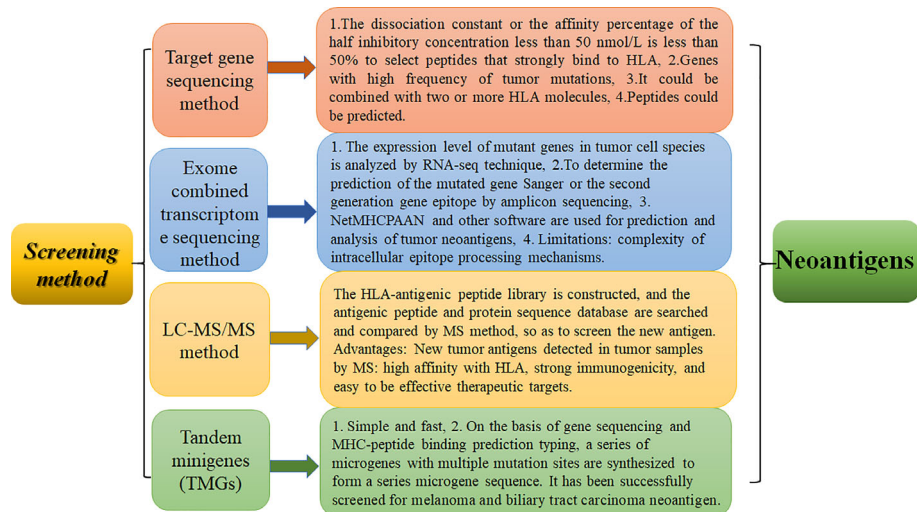 Screening
method
Target gene
sequencing
method
1.The dissociation constant or the affinity percentage of the
half inhibitory concentration less than 50 nmol/L is less than
50% to select peptides that strongly bind to HLA, 2.Genes
with high frequency of tumor mutations, 3.It could be
combined with two or more HLA molecules, 4.Peptides could
be predicted.
Exome
combined
transcriptom
e sequencing
method
1. The expression level of mutant genes in tumor cell species
is analyzed by RNA-seq technique, 2.To determine the
prediction of the mutated gene Sanger or the second
generation gene epitope by amplicon sequencing, 3.
NetMHCPAAN and other software are used for prediction and
analysis of tumor neoantigens, 4. Limitations: complexity of
intracellular epitope processing mechanisms.
LC-MS/MS
method
The HLA-antigenic peptide library is constructed, and the
antigenic peptide and protein sequence database are searched
and compared by MS method, so as to screen the new antigen.
Advantages: New tumor antigens detected in tumor samples
by MS: high affinity with HLA, strong immunogenicity, and
easy to be effective therapeutic targets.
Tandem
minigenes
(TMGs)
1. Simple and fast, 2. On the basis of gene sequencing and
MHC-peptide binding prediction typing, a series of
microgenes with multiple mutation sites are synthesized to
form a series microgene sequence. It has been successfully
screened for melanoma and biliary tract carcinoma neoantigen.
Neoantigens